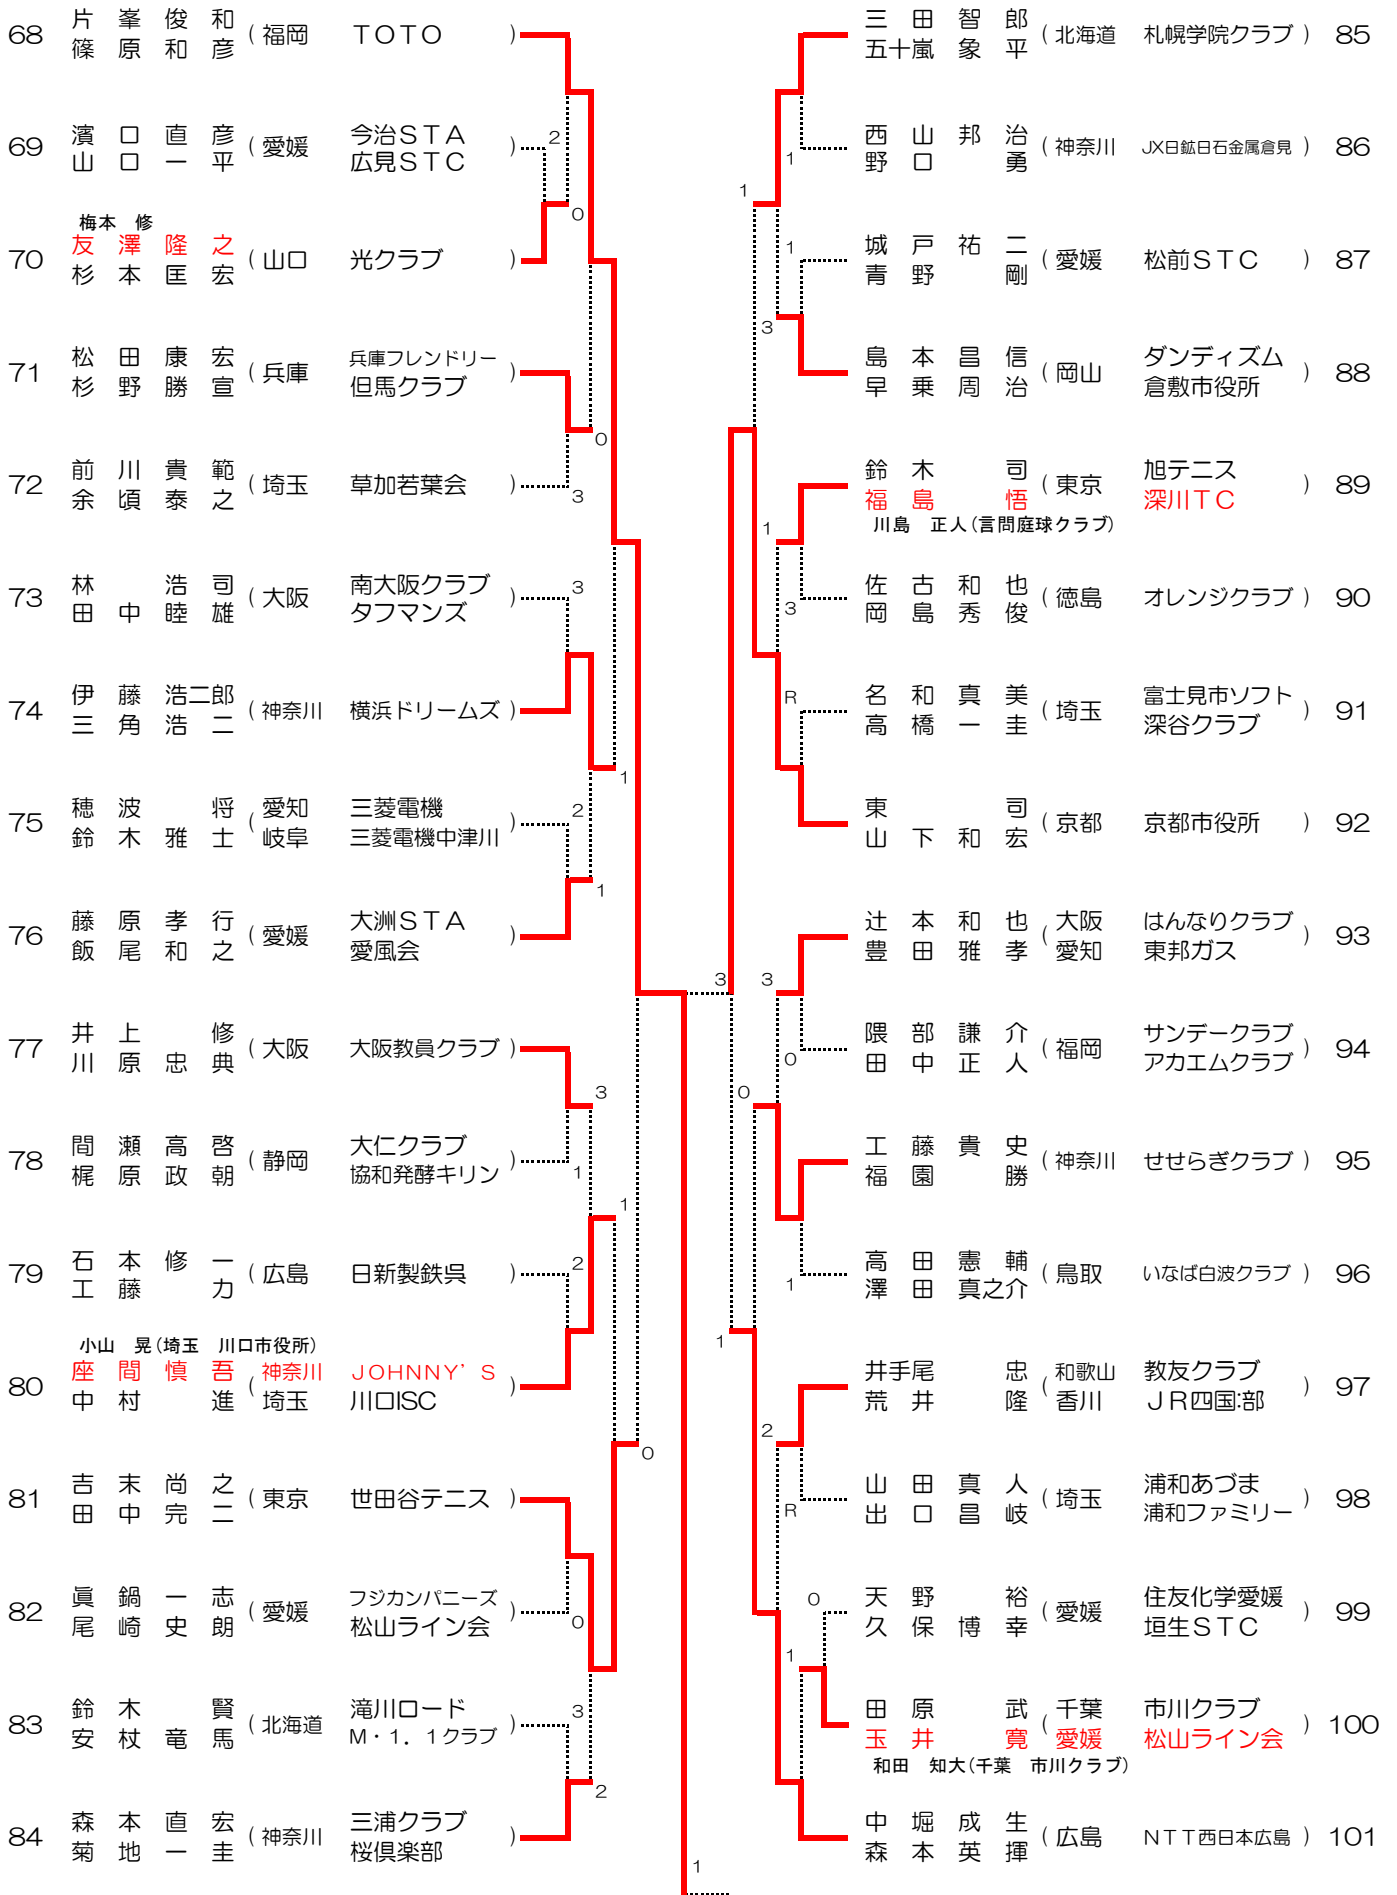 68 片峯俊和 (福岡 TOTO)
篠原和彦
2
69 濱口直彦 (愛媛 今治STA)
山口一平 広見STC
0
梅本 修
70 友澤隆之 (山口 光クラブ)
杉本匡宏
71 松田康宏 (兵庫 兵庫フレンドリー)
杉野勝宣 但馬クラブ
0
72 前川貴範 (埼玉 草加若葉会)
余頃泰之
3
73 林浩司 (大阪 南大阪クラブ)
田中睦雄 タフマンズ
3
74 伊藤浩二郎 (神奈川 横浜ドリームズ)
三角浩二
1
75 穂波将 (愛知 三菱電機)
鈴木雅士 岐阜 三菱電機中津川
2
1
76 藤原孝行 (愛媛 大洲STA)
飯尾和之 愛風会
77 井上修 (大阪 大阪教員クラブ)
川原忠典
3
78 間瀬高啓 (静岡 大仁クラブ)
梶原政朝 協和発酵キリン
1
1
79 石本修一 (広島 日新製鉄呉)
工藤力
2
小山 晃(埼玉 川口市役所)
80 座間慎吾 (神奈川 JOHNNY'S)
中村進 埼玉 川口ISC
0
81 吉末尚之 (東京 世田谷テニス)
田中完二
82 眞鍋一志 (愛媛 フジカンパニーズ)
尾崎史朗 松山ライン会
0
83 鈴木賢 (北海道 滝川ロード)
安杖竜馬 M・1.1クラブ
3
2
84 森本直宏 (神奈川 三浦クラブ)
菊地一圭 桜倶楽部
1
三田智郎 (北海道 札幌学院クラブ) 85
五十嵐象平
西山邦治 (神奈川 JX日鉱日石金属倉見) 86
野口勇
1
1
城戸祐二 (愛媛 松前STC) 87
青野剛
1
3
島本昌信 (岡山 ダンディズム) 88
早乗周治 倉敷市役所
鈴木司 (東京 旭テニス) 89
福島悟 深川TC
川島 正人(言問庭球クラブ)
1
佐古和也 (徳島 オレンジクラブ) 90
岡島秀俊
3
名和真美 (埼玉 富士見市ソフト) 91
高橋一圭 深谷クラブ
R
東司 (京都 京都市役所) 92
山下和宏
辻本和也 (大阪 はんなりクラブ) 93
豊田雅孝 愛知 東邦ガス
3
3
隈部謙介 (福岡 サンデークラブ) 94
田中正人 アカエムクラブ
0
0
工藤貴史 (神奈川 せせらぎクラブ) 95
福園勝
高田憲輔 (鳥取 いなば白波クラブ) 96
澤田真之介
1
1
井手尾忠 (和歌山 教友クラブ) 97
荒井隆 香川 JR四国:部
2
山田真人 (埼玉 浦和あづま) 98
出口昌岐 浦和ファミリー
R
天野裕 (愛媛 住友化学愛媛) 99
久保博幸 垣生STC
0
1
田原武 (千葉 市川クラブ) 100
玉井寛 愛媛 松山ライン会
和田 知大(千葉 市川クラブ)
中堀成生 (広島 NTT西日本広島) 101
森本英揮